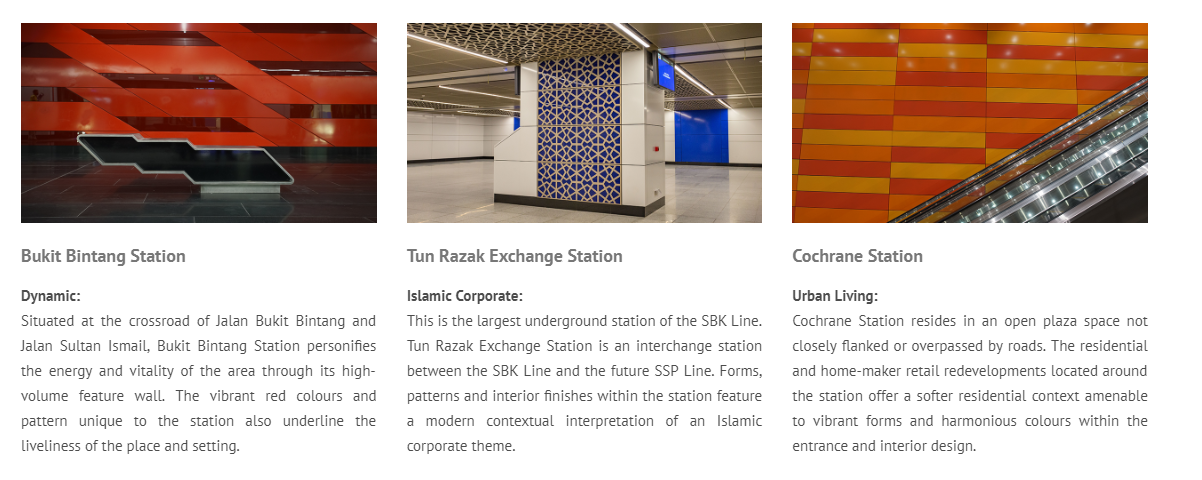 Bukit Bintang Station
Dynamic:
Situated at the crossroad of Jalan Bukit Bintang and
Jalan Sultan Ismail, Bukit Bintang Station personifies
the energy and vitality of the area through its high-
volume feature wall. The vibrant red colours and
pattern unique to the station also underline the
liveliness of the place and setting.
Tun Razak Exchange Station
Islamic Corporate:
This is the largest underground station of the SBK Line.
Tun Razak Exchange Station is an interchange station
between the SBK Line and the future SSP Line. Forms,
patterns and interior finishes within the station feature
a modern contextual interpretation of an Islamic
corporate theme.
Cochrane Station
Urban Living:
Cochrane Station resides in an open plaza space not
closely flanked or overpassed by roads. The residential
and home-maker retail redevelopments located around
the station offer a softer residential context amenable
to vibrant forms and harmonious colours within the
entrance and interior design.